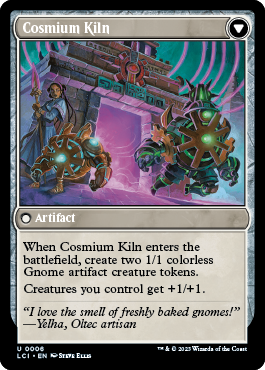 Cosmium Kiln
Artifact
When Cosmium Kiln enters the
battlefield, create two 1/1 colorless
Gnome artifact creature tokens.
Creatures you control get +1/+1.
“I love the smell of freshly baked gnomes!”
—Yelha, Oltec artisan
U 0006
LCI • EN Steve Ellis
™ & © 2023 Wizards of the Coast